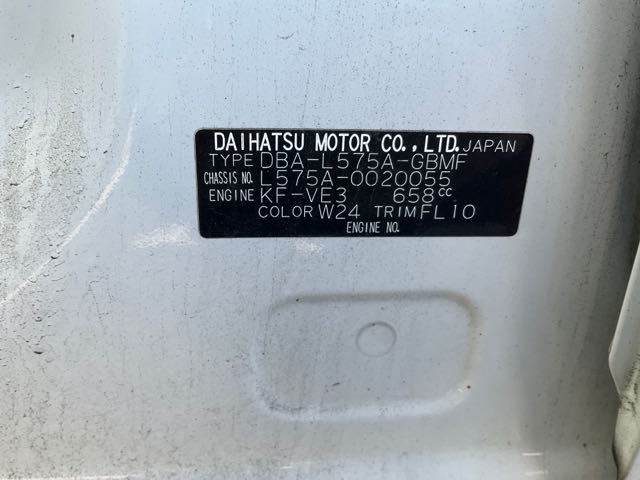 DAIHATSU MOTOR CO., LTD. JAPAN
TYPE DBA-L575A-GBMF
CHASSIS NO. L575A-0020055
ENGINE KF-VE3 658CC
COLOR W24 TRIM FL10
ENGINE NO.